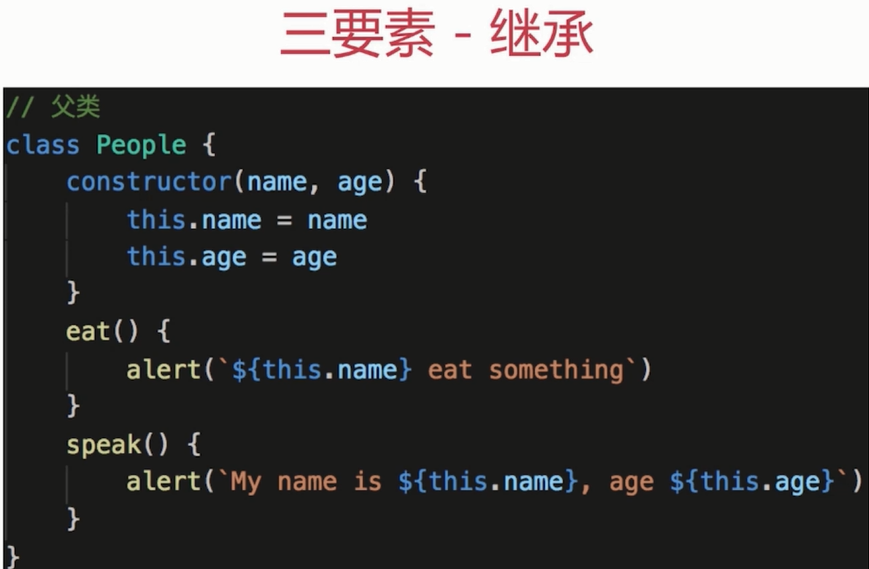 三要素 - 继承
// 父类
class People {
    constructor(name, age) {
        this.name = name
        this.age = age
    }
    eat() {
        alert(`${this.name} eat something`)
    }
    speak() {
        alert(`My name is ${this.name}, age ${this.age}`)
    }
}